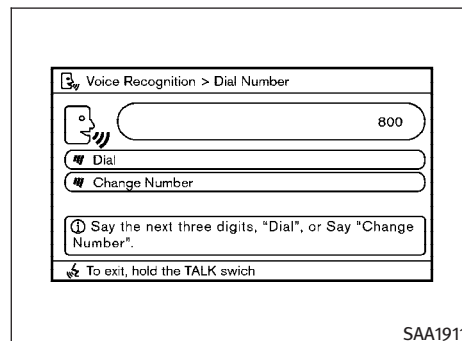 Voice Recognition > Dial Number
800
Dial
Change Number
Say the next three digits, “Dial”, or Say “Change
Number”.
To exit, hold the TALK swich
SAA1911